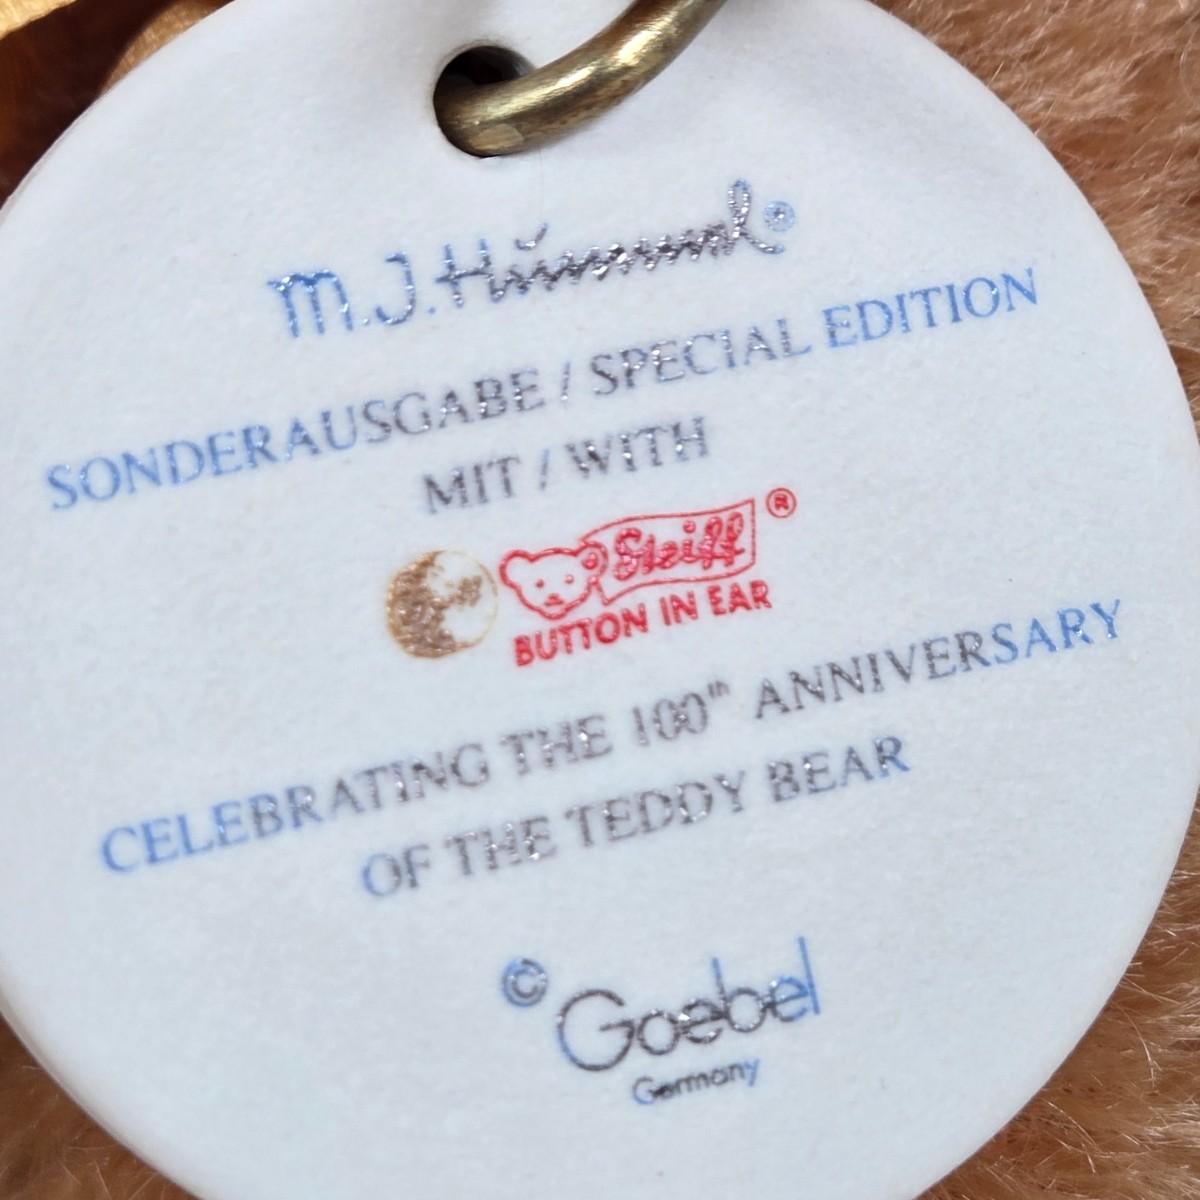 M.J.Hummel®
SONDERAUSGABE / SPECIAL EDITION
MIT / WITH
Steiff®
BUTTON IN EAR
CELEBRATING THE 100th ANNIVERSARY
OF THE TEDDY BEAR
© Goebel
Germany